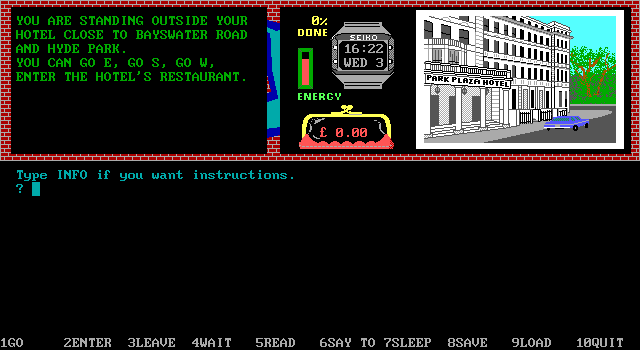 YOU ARE STANDING OUTSIDE YOUR
HOTEL CLOSE TO BAYSWATER ROAD
AND HYDE PARK.
YOU CAN GO E, GO S, GO W,
ENTER THE HOTEL'S RESTAURANT.
0%
DONE
ENERGY
SEIKO
16:22
WED 3
£ 0.00
PARK PLAZA HOTEL
Type INFO if you want instructions.
?
1GO 2ENTER 3LEAVE 4WAIT 5READ 6SAY TO 7SLEEP 8SAVE 9LOAD 10QUIT